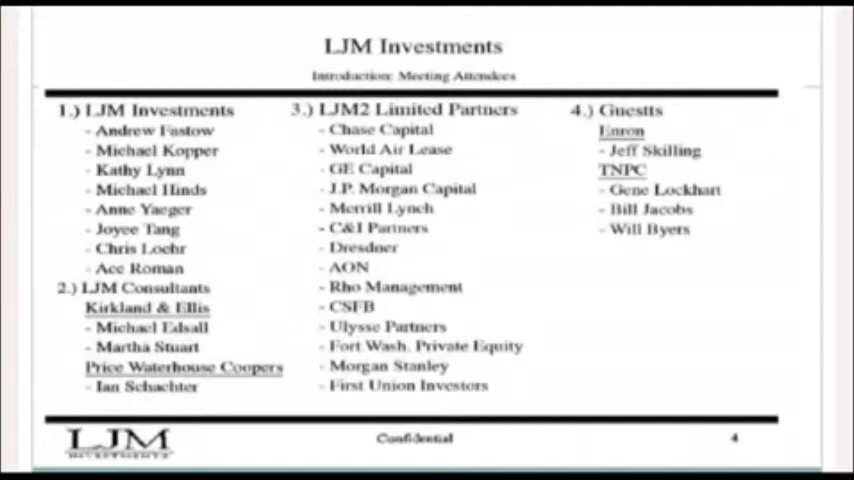 LJM Investments
Introduction: Meeting Attendees
1.) LJM Investments
- Andrew Fastow
- Michael Kopper
- Kathy Lynn
- Michael Hinds
- Anne Yaeger
- Joyce Tang
- Chris Loehr
- Ace Roman
2.) LJM Consultants
Kirkland & Ellis
- Michael Edsall
- Martha Stuart
Price Waterhouse Coopers
- Ian Schachter
3.) LJM2 Limited Partners
- Chase Capital
- World Air Lease
- GE Capital
- J.P. Morgan Capital
- Merrill Lynch
- C&I Partners
- Dresdner
- AON
- Rho Management
- CSFB
- Ulysse Partners
- Fort Wash. Private Equity
- Morgan Stanley
- First Union Investors
4.) Guestts
Enron
- Jeff Skilling
TNPC
- Gene Lockhart
- Bill Jacobs
- Will Byers
LJM
INVESTMENTS
Confidential
4